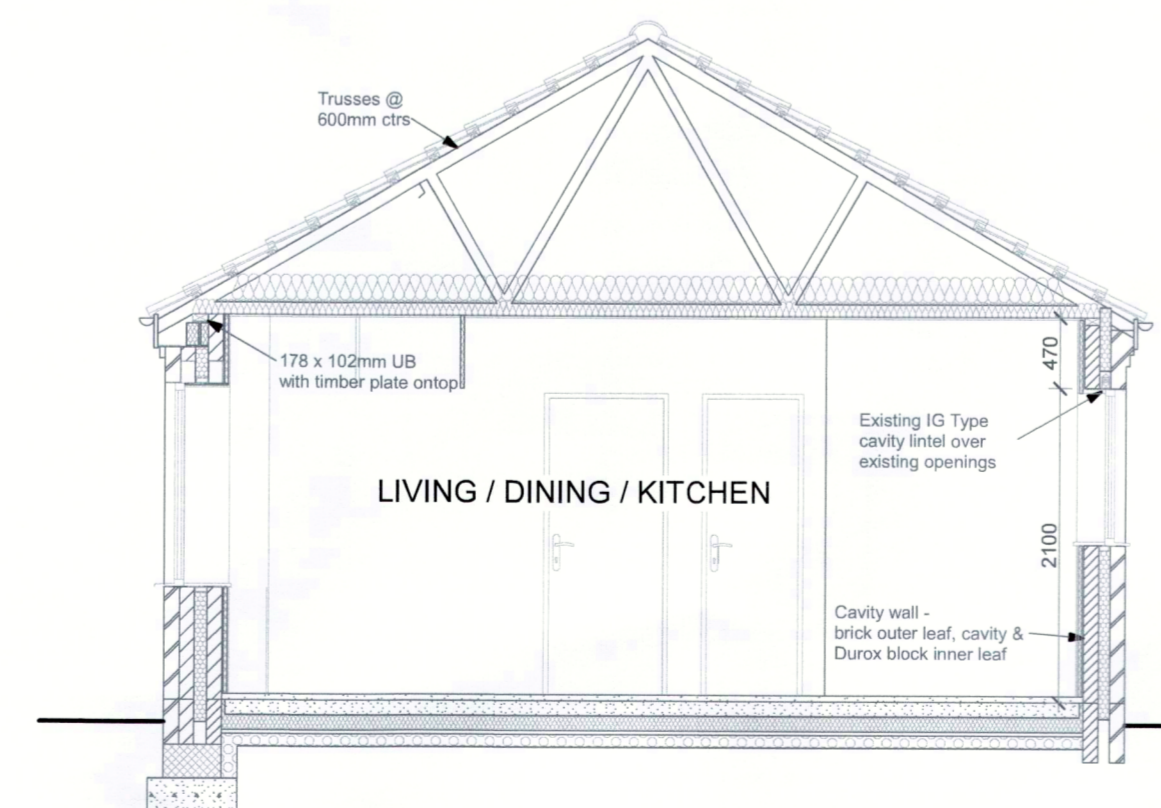 Trusses @
600mm ctrs
178 x 102mm UB
with timber plate ontop
470
Existing IG Type
cavity lintel over
existing openings
LIVING / DINING / KITCHEN
2100
Cavity wall -
brick outer leaf, cavity &
Durox block inner leaf